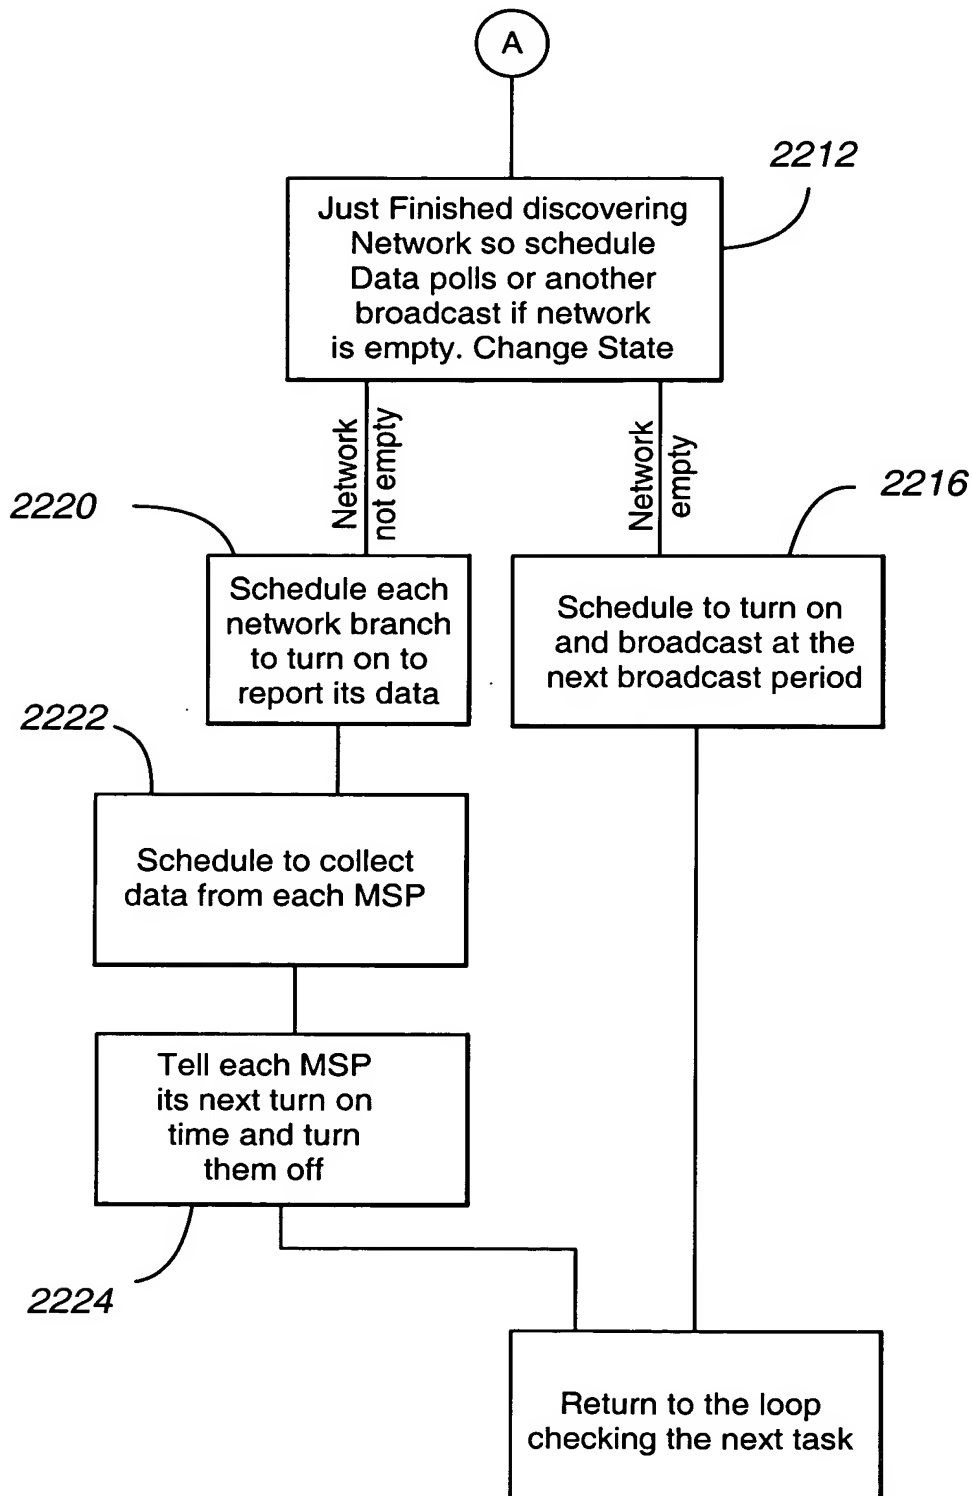 A
2212
Just Finished discovering
Network so schedule
Data polls or another
broadcast if network
is empty. Change State
Network
not empty
Network
empty
2220
2216
Schedule each
network branch
to turn on to
report its data
Schedule to turn on
and broadcast at the
next broadcast period
2222
Schedule to collect
data from each MSP
Tell each MSP
its next turn on
time and turn
them off
2224
Return to the loop
checking the next task